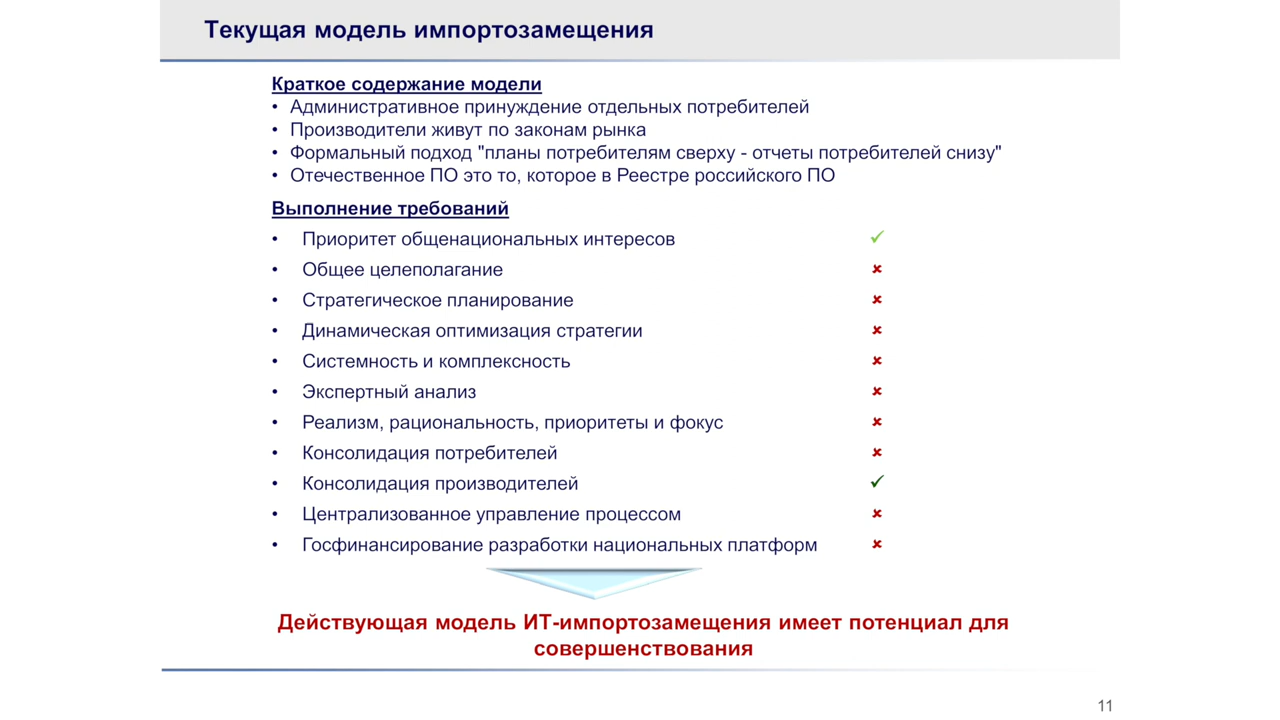 Текущая модель импортозамещения
Краткое содержание модели
• Административное принуждение отдельных потребителей
• Производители живут по законам рынка
• Формальный подход "планы потребителям сверху - отчеты потребителей снизу"
• Отечественное ПО это то, которое в Реестре российского ПО
Выполнение требований
• Приоритет общенациональных интересов ✓
• Общее целеполагание ✘
• Стратегическое планирование ✘
• Динамическая оптимизация стратегии ✘
• Системность и комплексность ✘
• Экспертный анализ ✘
• Реализм, рациональность, приоритеты и фокус ✘
• Консолидация потребителей ✘
• Консолидация производителей ✓
• Централизованное управление процессом ✘
• Госфинансирование разработки национальных платформ ✘
Действующая модель ИТ-импортозамещения имеет потенциал для
совершенствования
11